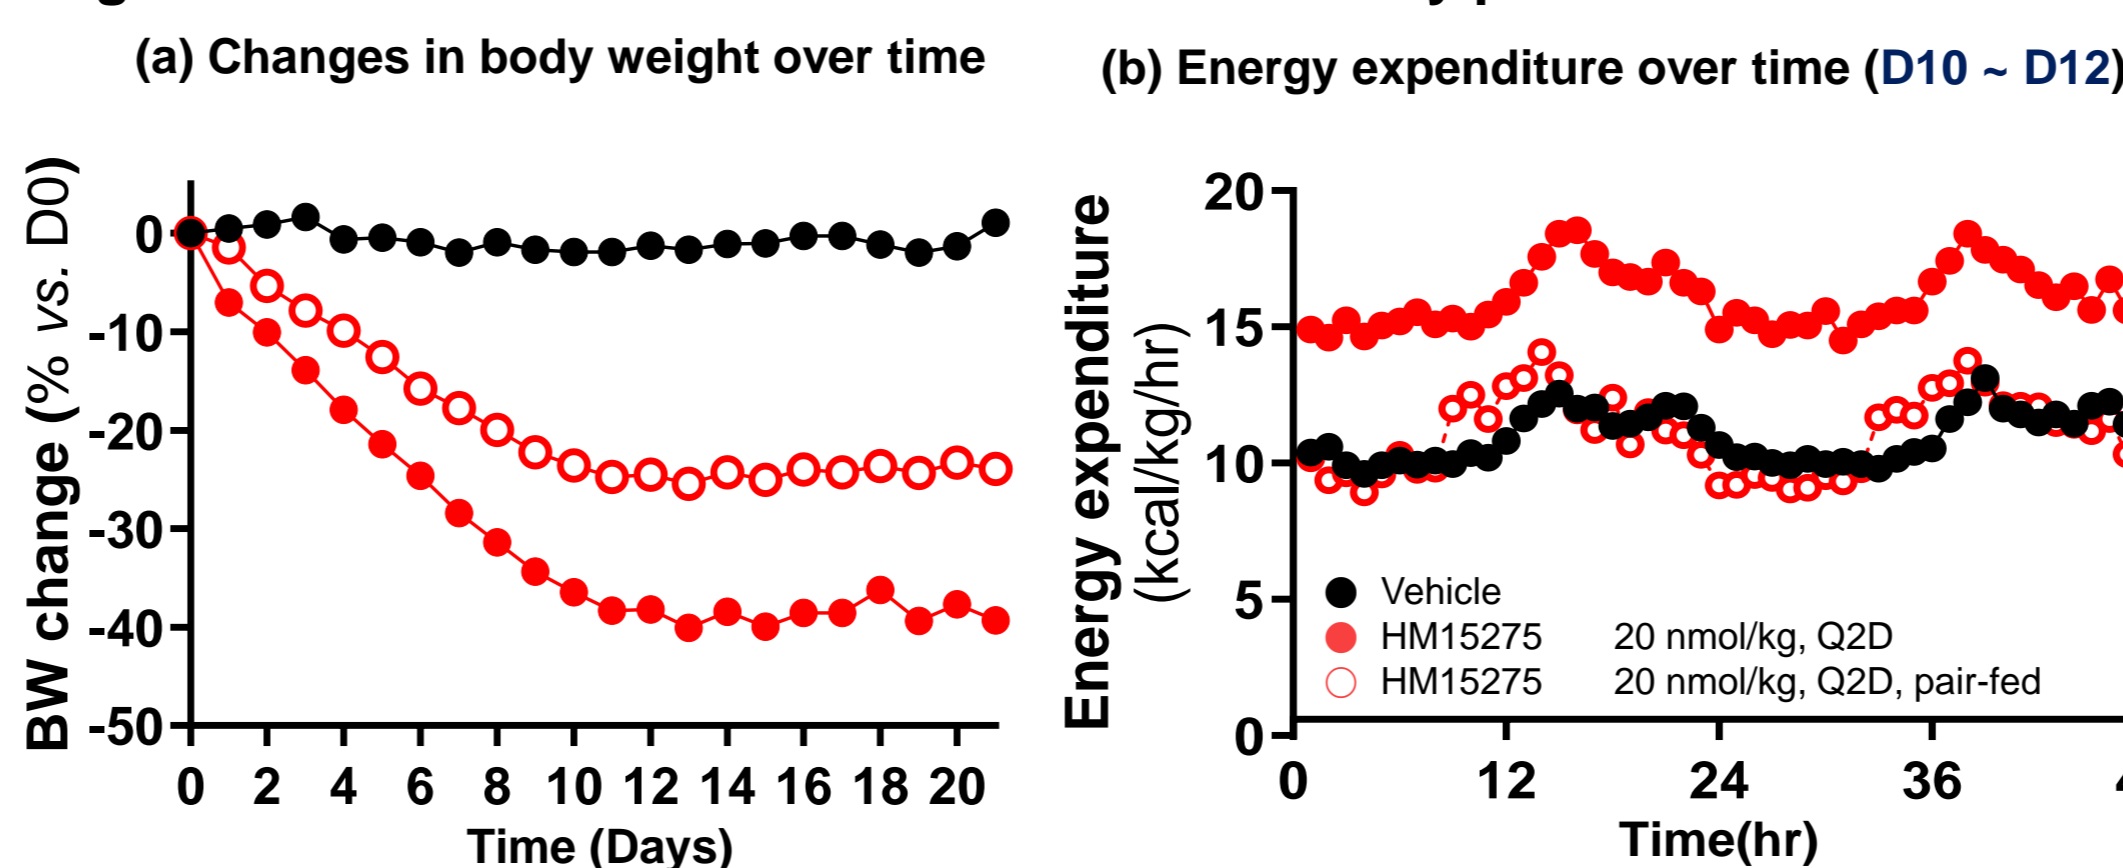 (a) Changes in body weight over time
BW change (% vs. D0)
0
-10
-20
-30
-40
-50
0 2 4 6 8 10 12 14 16 18 20
Time (Days)
(b) Energy expenditure over time (D10 ~ D12)
Energy expenditure
(kcal/kg/hr)
20
15
10
5
0
Vehicle
HM15275 20 nmol/kg, Q2D
HM15275 20 nmol/kg, Q2D, pair-fed
0 12 24 36
Time(hr)